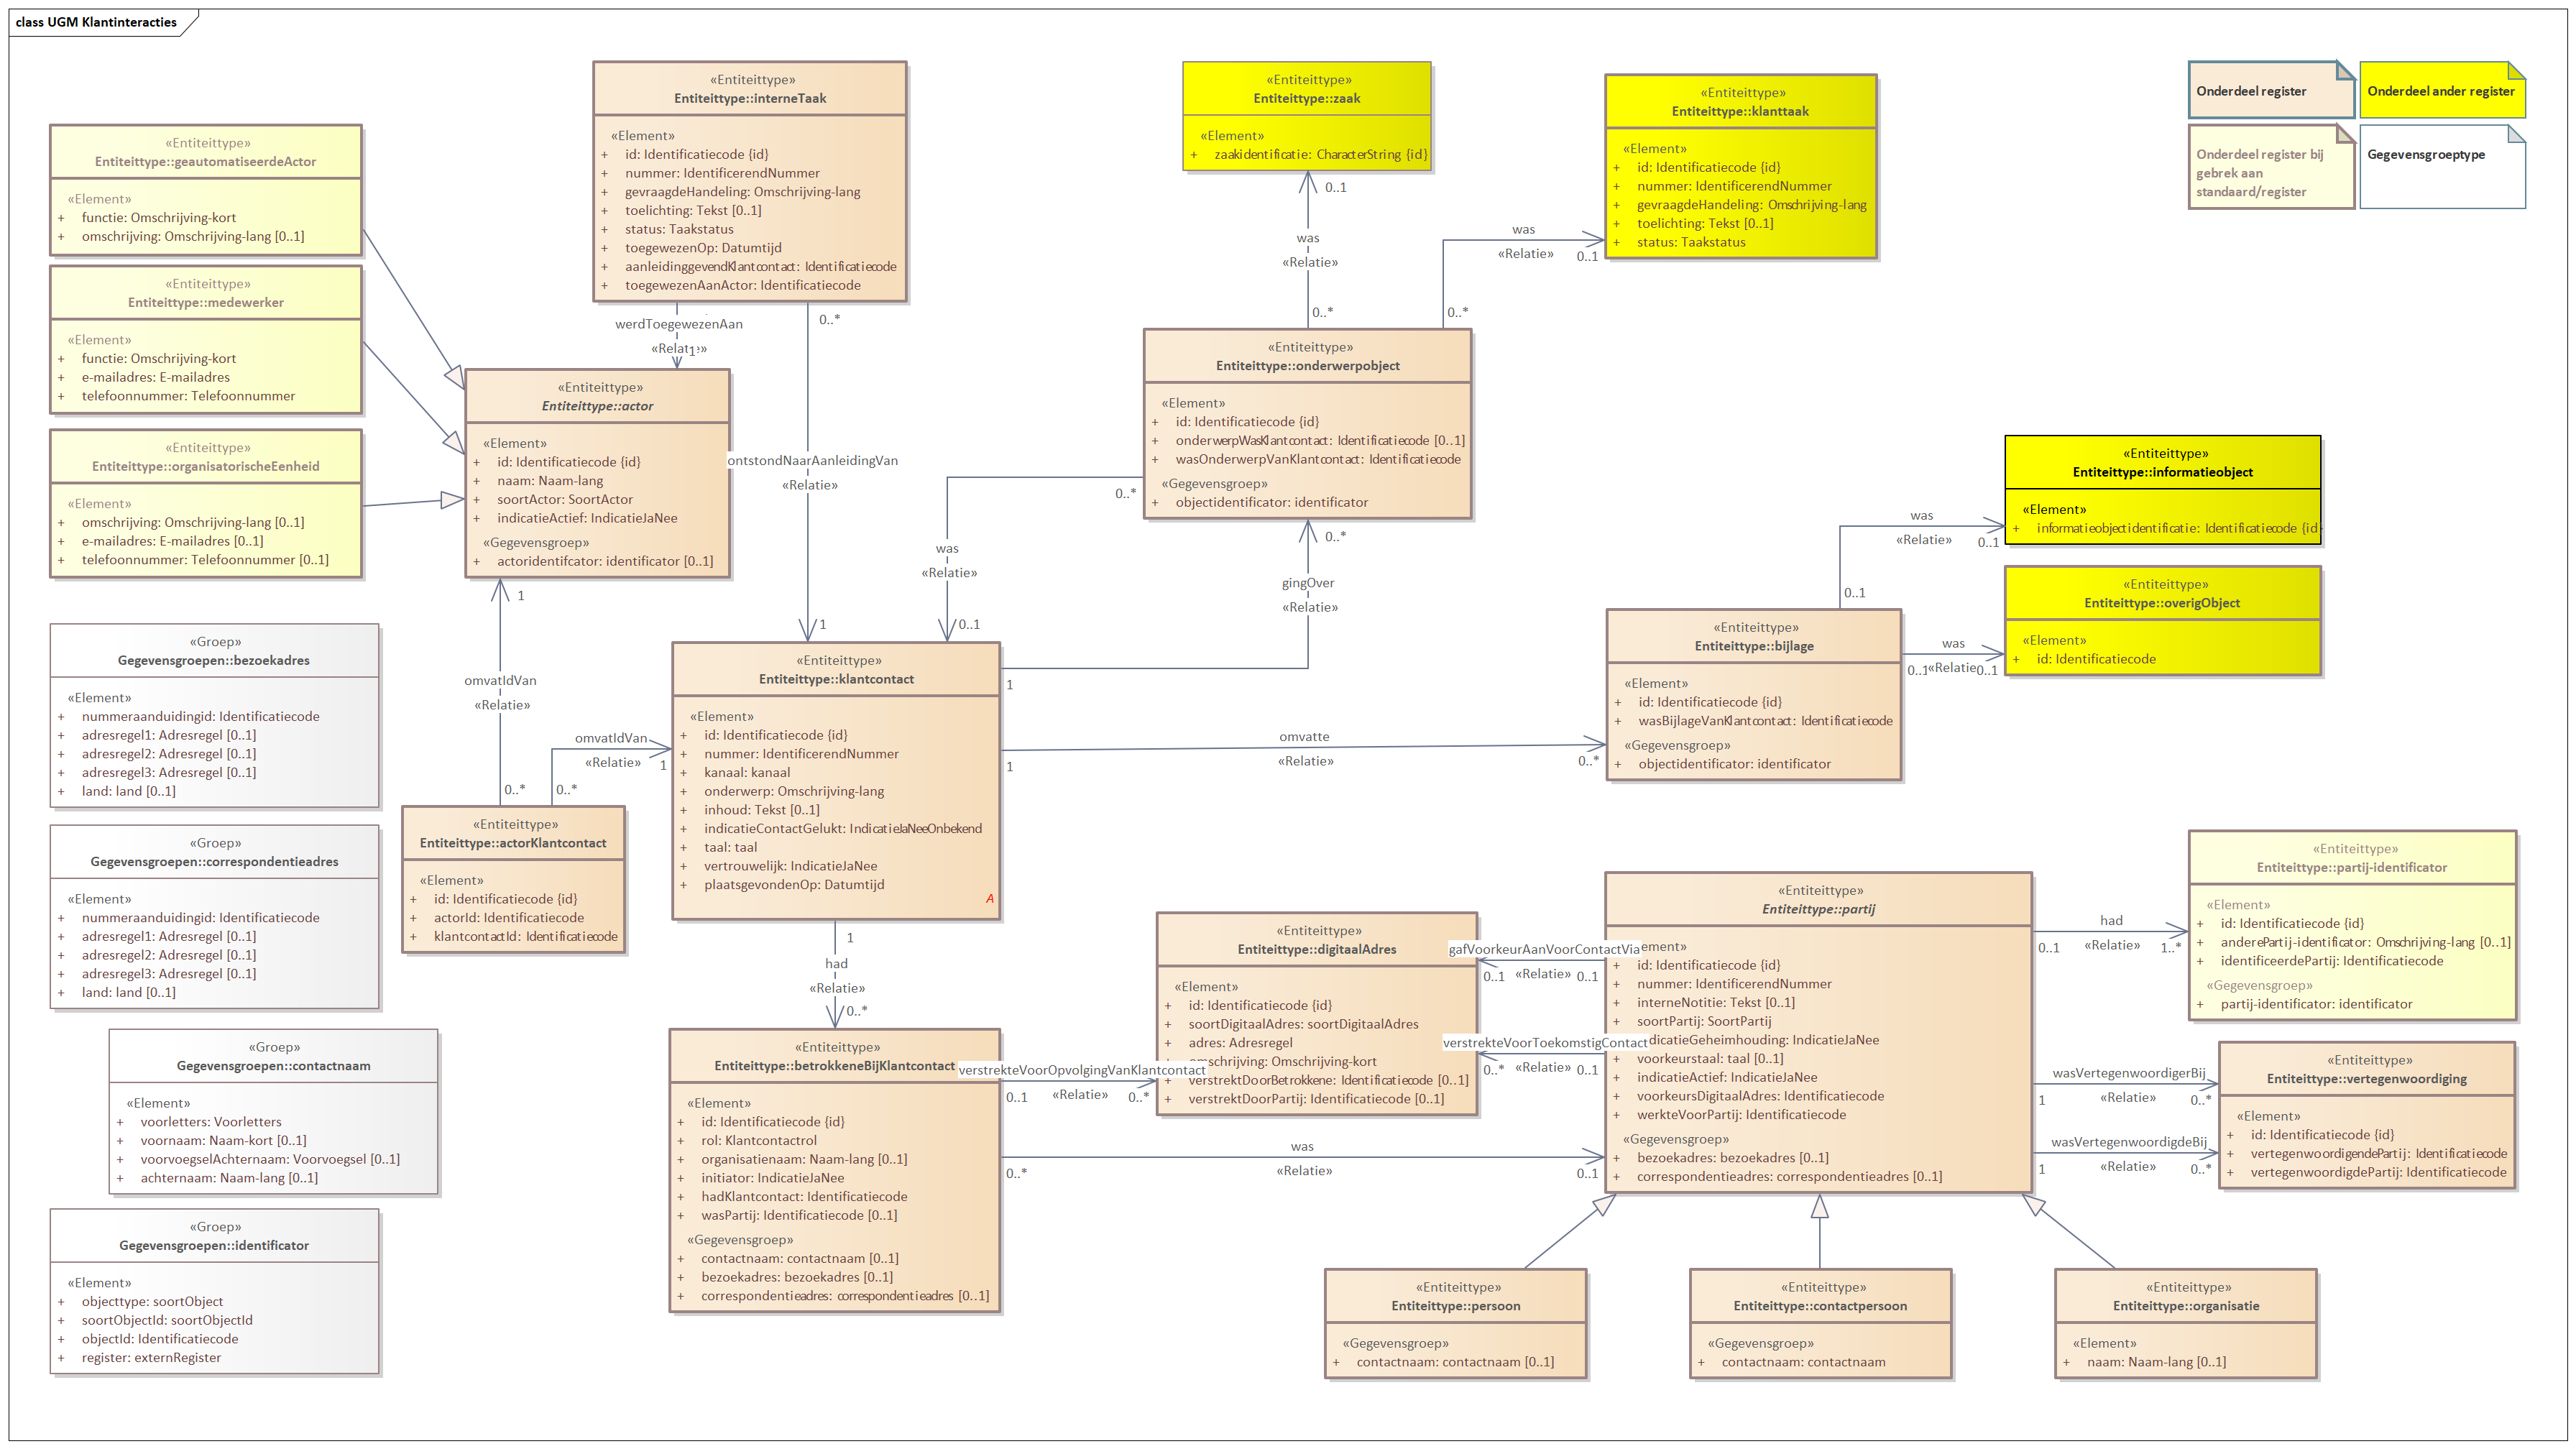 class UGM Klantinteracties
«Entiteittype»
Entiteittype::geautomatiseerdeActor
«Element»
+ functie: Omschrijving-kort
+ omschrijving: Omschrijving-lang [0..1]
«Entiteittype»
Entiteittype::medewerker
«Element»
+ functie: Omschrijving-kort
+ e-mailadres: E-mailadres
+ telefoonnummer: Telefoonnummer
«Entiteittype»
Entiteittype::organisatorischeEenheid
«Element»
+ omschrijving: Omschrijving-lang [0..1]
+ e-mailadres: E-mailadres [0..1]
+ telefoonnummer: Telefoonnummer [0..1]
«Entiteittype»
Entiteittype::interneTaak
«Element»
+ id: Identificatiecode {id}
+ nummer: IdentificerendNummer
+ gevraagdeHandeling: Omschrijving-lang
+ toelichting: Tekst [0..1]
+ status: Taakstatus
+ toegewezenOp: Datumtijd
+ aanleidinggevendKlantcontact: Identificatiecode
+ toegewezenAanActor: Identificatiecode
werdToegewezenAan
1
0..*
ontstondNaarAanleidingVan
«Relatie»
1
«Entiteittype»
Entiteittype::actor
«Element»
+ id: Identificatiecode {id}
+ naam: Naam-lang
+ soortActor: SoortActor
+ indicatieActief: IndicatieJaNee
«Gegevensgroep»
+ actoridentifcator: identificator [0..1]
1
omvatIdVan
«Relatie»
0..*
omvatIdVan
«Relatie»
1
0..*
«Entiteittype»
Entiteittype::actorKlantcontact
«Element»
+ id: Identificatiecode {id}
+ actorId: Identificatiecode
+ klantcontactId: Identificatiecode
«Entiteittype»
Entiteittype::zaak
«Element»
+ zaakidentificatie: CharacterString {id}
0..1
was
«Relatie»
0..*
«Entiteittype»
Entiteittype::klanttaak
«Element»
+ id: Identificatiecode {id}
+ nummer: IdentificerendNummer
+ gevraagdeHandeling: Omschrijving-lang
+ toelichting: Tekst [0..1]
+ status: Taakstatus
was
«Relatie»
0..1
0..*
Onderdeel register
Onderdeel ander register
Onderdeel register bij
gebrek aan
standaard/register
Gegevensgroeptype
«Entiteittype»
Entiteittype::onderwerpobject
«Element»
+ id: Identificatiecode {id}
+ onderwerpWasKlantcontact: Identificatiecode [0..1]
+ wasOnderwerpVanKlantcontact: Identificatiecode
«Gegevensgroep»
+ objectidentificator: identificator
0..*
was
«Relatie»
0..1
0..*
gingOver
«Relatie»
1
«Entiteittype»
Entiteittype::informatieobject
«Element»
+ informatieobjectidentificatie: Identificatiecode {id}
was
«Relatie»
0..1
0..1
«Entiteittype»
Entiteittype::overigObject
«Element»
+ id: Identificatiecode
was
0..1
«Relatie
0..1
«Entiteittype»
Entiteittype::bijlage
«Element»
+ id: Identificatiecode {id}
+ wasBijlageVanKlantcontact: Identificatiecode
«Gegevensgroep»
+ objectidentificator: identificator
omvatte
«Relatie»
1
0..*
«Entiteittype»
Entiteittype::klantcontact
«Element»
+ id: Identificatiecode {id}
+ nummer: IdentificerendNummer
+ kanaal: kanaal
+ onderwerp: Omschrijving-lang
+ inhoud: Tekst [0..1]
+ indicatieContactGelukt: IndicatieJaNeeOnbekend
+ taal: taal
+ vertrouwelijk: IndicatieJaNee
+ plaatsgevondenOp: Datumtijd
A
1
had
«Relatie»
0..*
«Groep»
Gegevensgroepen::bezoekadres
«Element»
+ nummeraanduidingid: Identificatiecode
+ adresregel1: Adresregel [0..1]
+ adresregel2: Adresregel [0..1]
+ adresregel3: Adresregel [0..1]
+ land: land [0..1]
«Groep»
Gegevensgroepen::correspondentieadres
«Element»
+ nummeraanduidingid: Identificatiecode
+ adresregel1: Adresregel [0..1]
+ adresregel2: Adresregel [0..1]
+ adresregel3: Adresregel [0..1]
+ land: land [0..1]
«Groep»
Gegevensgroepen::contactnaam
«Element»
+ voorletters: Voorletters
+ voornaam: Naam-kort [0..1]
+ voorvoegselAchternaam: Voorvoegsel [0..1]
+ achternaam: Naam-lang [0..1]
«Groep»
Gegevensgroepen::identificator
«Element»
+ objecttype: soortObject
+ soortObjectId: soortObjectId
+ objectId: Identificatiecode
+ register: externRegister
«Entiteittype»
Entiteittype::betrokkeneBijKlantcontact
«Element»
+ id: Identificatiecode {id}
+ rol: Klantcontactrol
+ organisatienaam: Naam-lang [0..1]
+ initiator: IndicatieJaNee
+ hadKlantcontact: Identificatiecode
+ wasPartij: Identificatiecode [0..1]
«Gegevensgroep»
+ contactnaam: contactnaam [0..1]
+ bezoekadres: bezoekadres [0..1]
+ correspondentieadres: correspondentieadres [0..1]
verstrekteVoorOpvolgingVanKlantcontact
0..1
«Relatie»
0..*
was
0..*
«Relatie»
0..1
«Entiteittype»
Entiteittype::digitaalAdres
«Element»
+ id: Identificatiecode {id}
+ soortDigitaalAdres: soortDigitaalAdres
+ adres: Adresregel
+ omschrijving: Omschrijving-kort
+ verstrektDoorBetrokkene: Identificatiecode [0..1]
+ verstrektDoorPartij: Identificatiecode [0..1]
gafVoorkeurAanVoorContactVia
0..1
«Relatie»
0..1
verstrekteVoorToekomstigContact
0..*
«Relatie»
0..1
«Entiteittype»
Entiteittype::partij
+ id: Identificatiecode {id}
+ nummer: IdentificerendNummer
+ interneNotitie: Tekst [0..1]
+ soortPartij: SoortPartij
+ indicatieGeheimhouding: IndicatieJaNee
+ voorkeurstaal: taal [0..1]
+ indicatieActief: IndicatieJaNee
+ voorkeursDigitaalAdres: Identificatiecode
+ werkteVoorPartij: Identificatiecode
«Gegevensgroep»
+ bezoekadres: bezoekadres [0..1]
+ correspondentieadres: correspondentieadres [0..1]
had
0..1
«Relatie»
1..*
«Entiteittype»
Entiteittype::partij-identificator
«Element»
+ id: Identificatiecode {id}
+ anderePartij-identificator: Omschrijving-lang [0..1]
+ identificeerdePartij: Identificatiecode
«Gegevensgroep»
+ partij-identificator: identificator
wasVertegenwoordigerBij
1
«Relatie»
0..*
wasVertegenwoordigdeBij
1
«Relatie»
0..*
«Entiteittype»
Entiteittype::vertegenwoordiging
«Element»
+ id: Identificatiecode {id}
+ vertegenwoordigendePartij: Identificatiecode
+ vertegenwoordigdePartij: Identificatiecode
«Entiteittype»
Entiteittype::persoon
«Gegevensgroep»
+ contactnaam: contactnaam [0..1]
«Entiteittype»
Entiteittype::contactpersoon
«Gegevensgroep»
+ contactnaam: contactnaam
«Entiteittype»
Entiteittype::organisatie
«Element»
+ naam: Naam-lang [0..1]